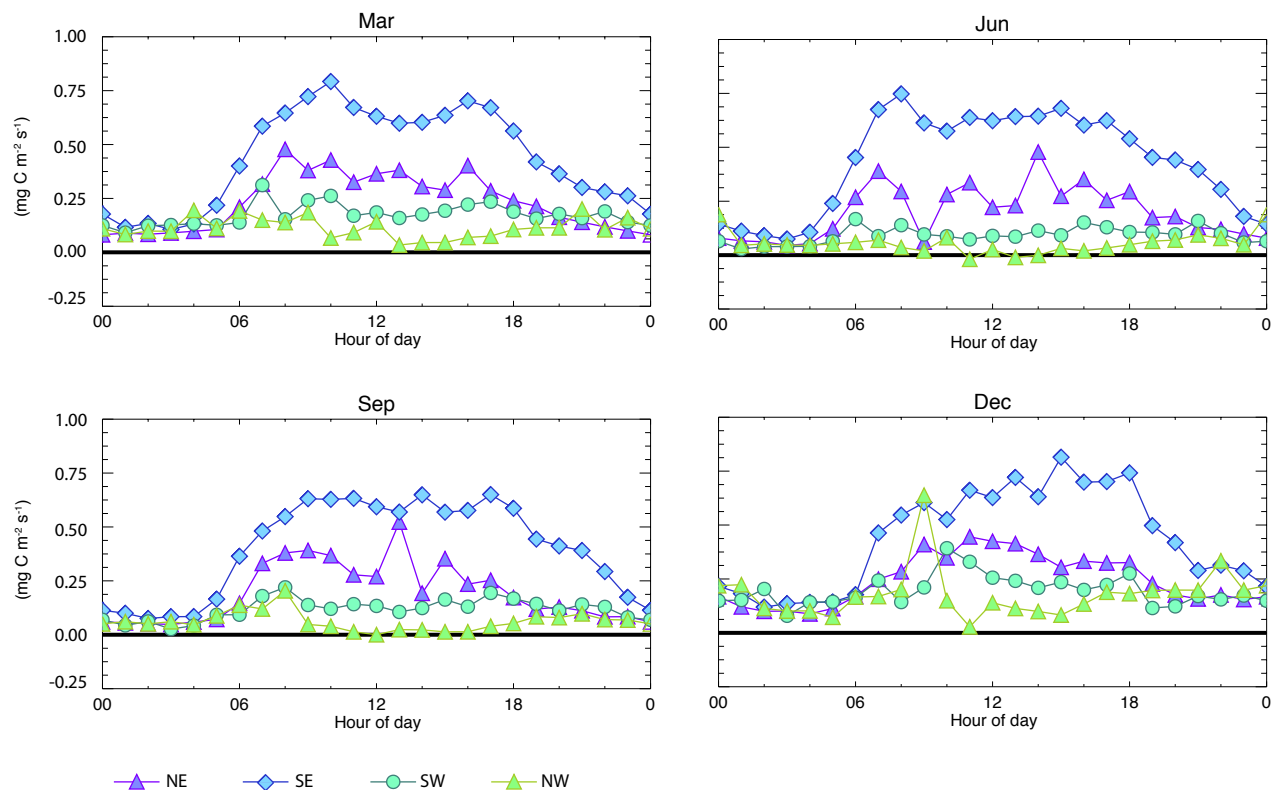 Mar
1.00
0.75
0.50
0.25
0.00
-0.25
(mg C m⁻² s⁻¹)
00 06 12 18 0
Hour of day
Jun
00 06 12 18 0
Hour of day
Sep
1.00
0.75
0.50
0.25
0.00
-0.25
(mg C m⁻² s⁻¹)
00 06 12 18 0
Hour of day
Dec
00 06 12 18 0
Hour of day
NE SE SW NW